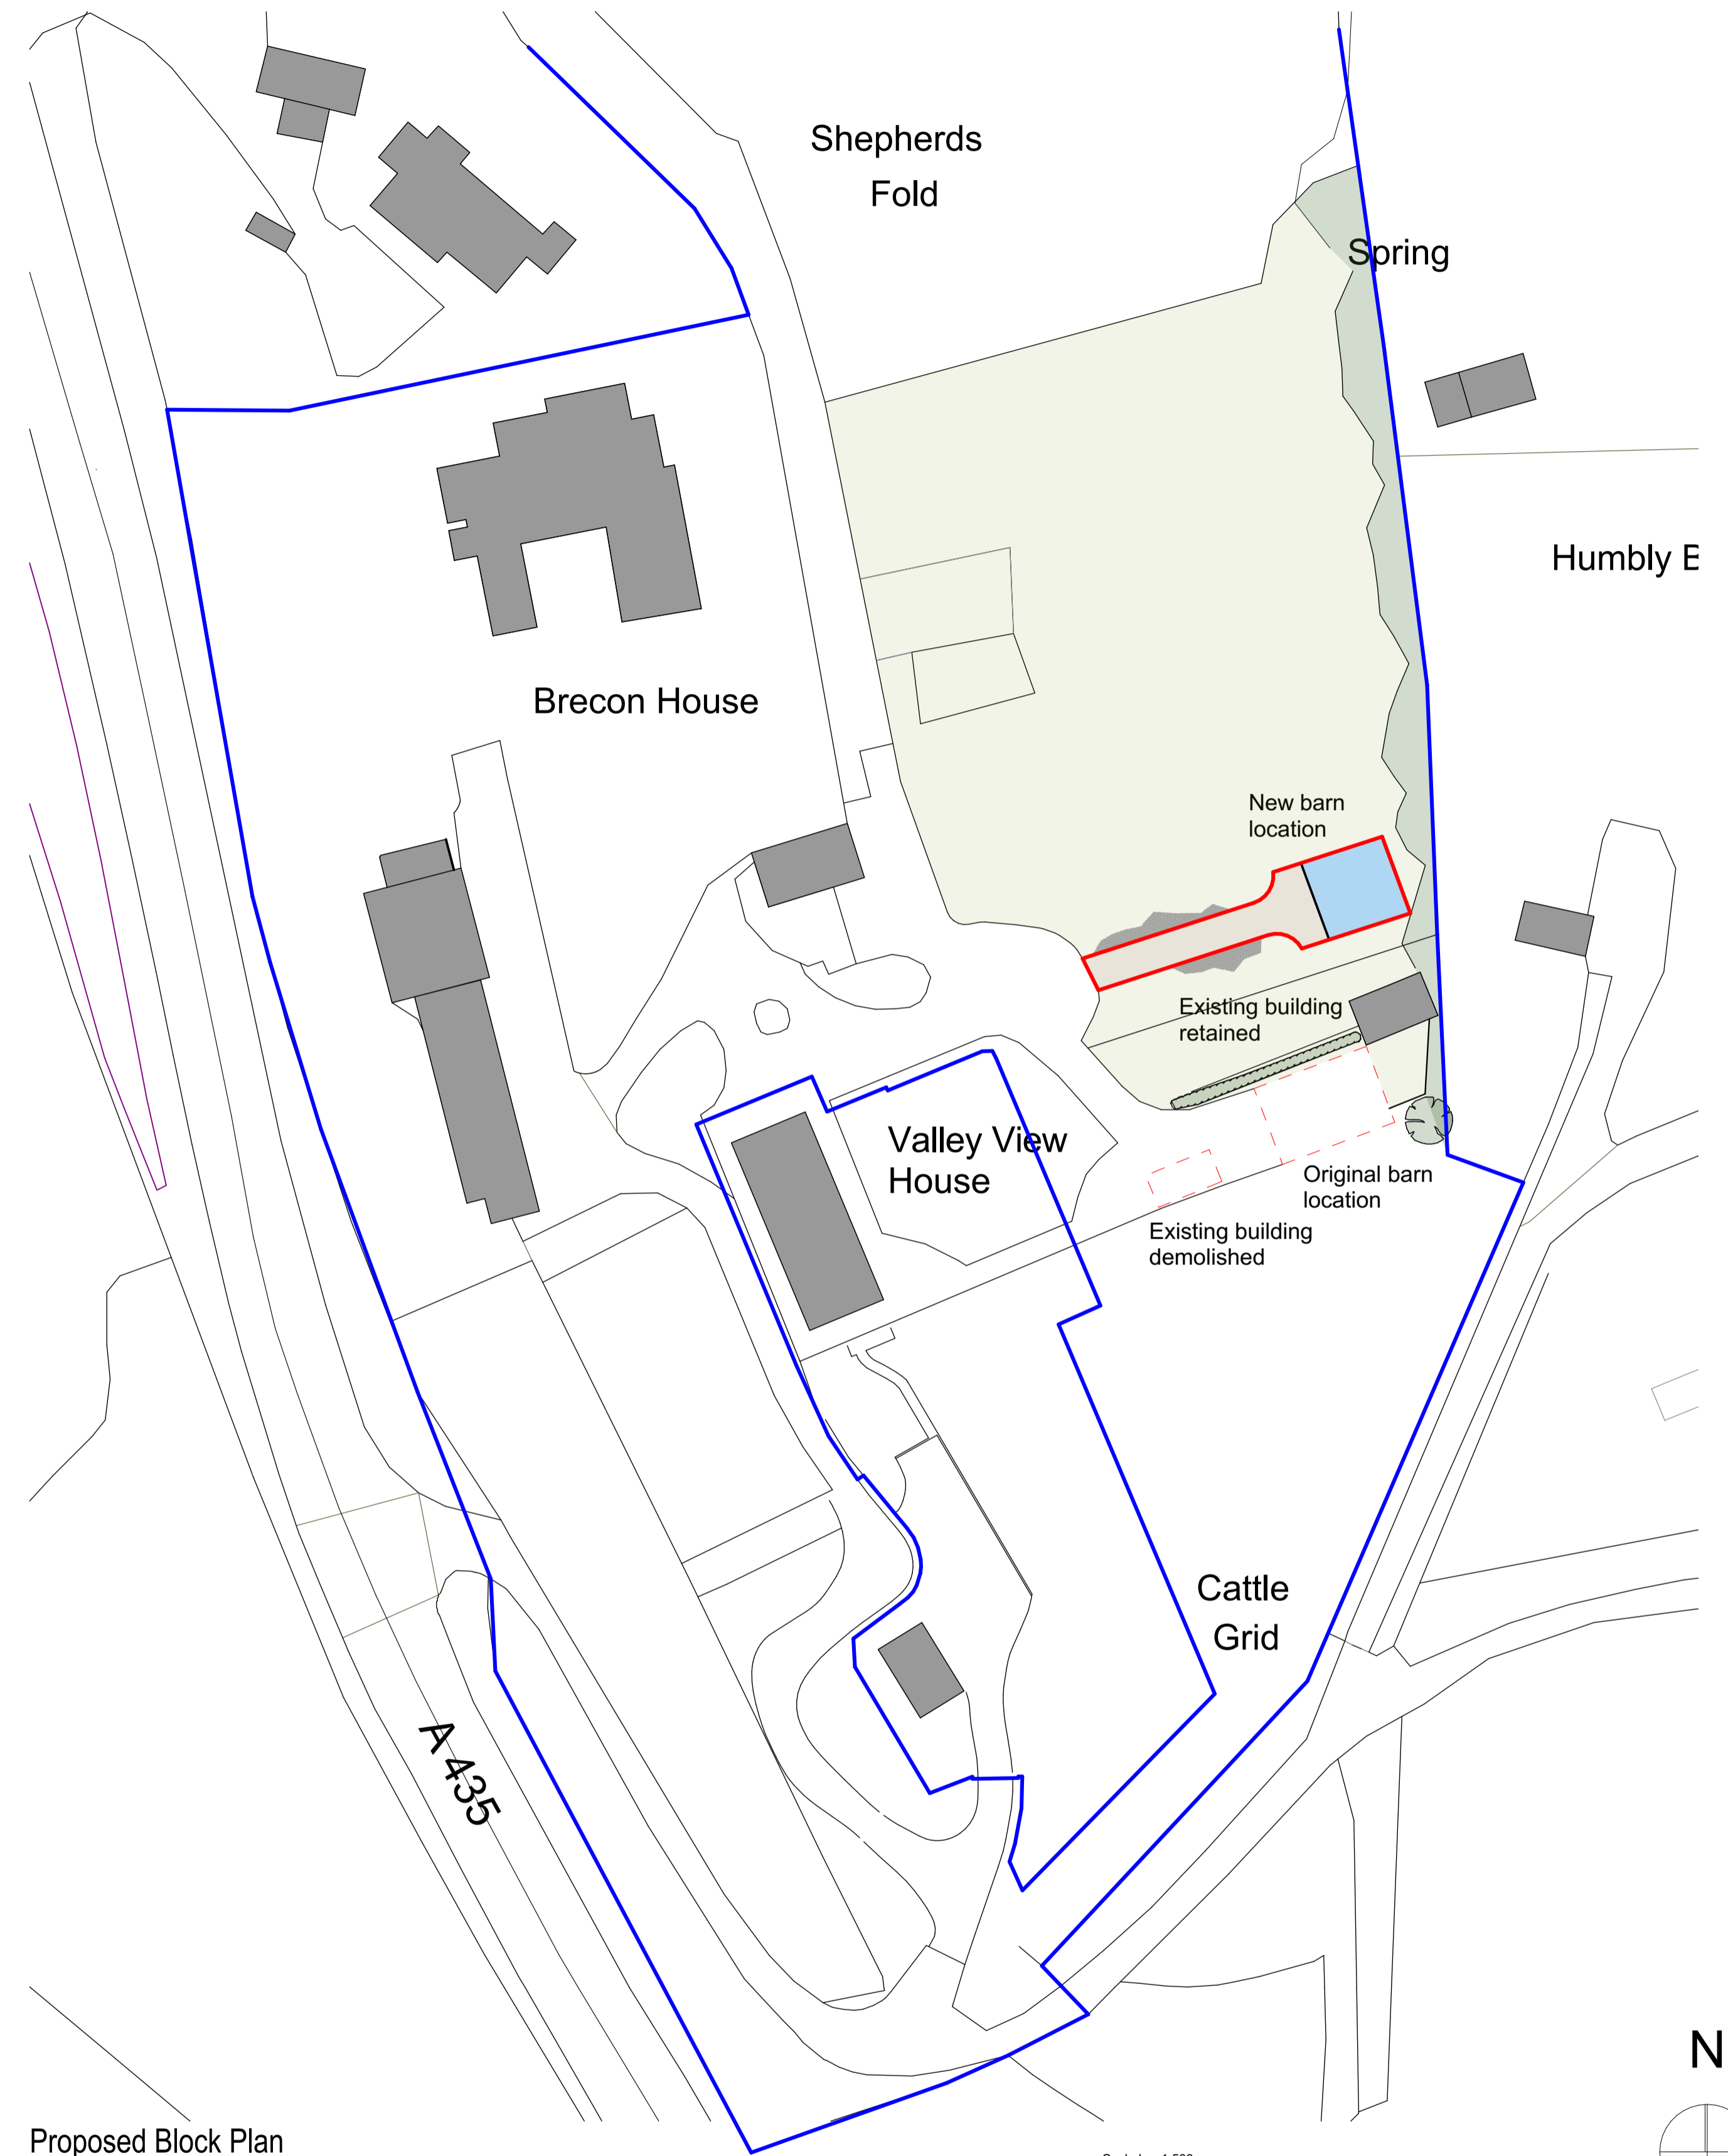 Shepherds
Fold
Spring
Humbly
Brecon House
New barn
location
Existing building
retained
Valley View
House
Original barn
location
Existing building
demolished
Cattle
Grid
A 435
N
Proposed Block Plan